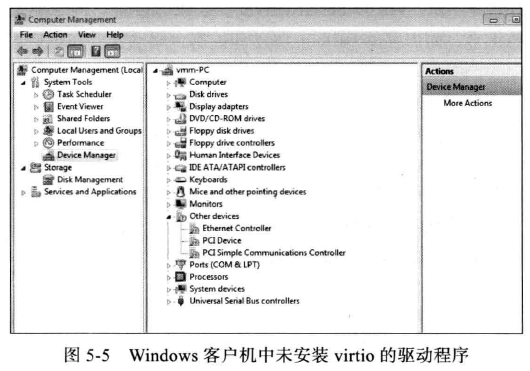 Computer Management
File Action View Help
Computer Management (Local
System Tools
Task Scheduler
Event Viewer
Shared Folders
Local Users and Groups
Performance
Device Manager
Storage
Disk Management
Services and Applications
vmm-PC
Computer
Disk drives
Display adapters
DVD/CD-ROM drives
Floppy disk drives
Floppy drive controllers
Human Interface Devices
IDE ATA/ATAPI controllers
Keyboards
Mice and other pointing devices
Monitors
Other devices
Ethernet Controller
PCI Device
PCI Simple Communications Controller
Ports (COM & LPT)
Processors
System devices
Universal Serial Bus controllers
Actions
Device Manager
More Actions
图 5-5 Windows 客户机中未安装 virtio 的驱动程序